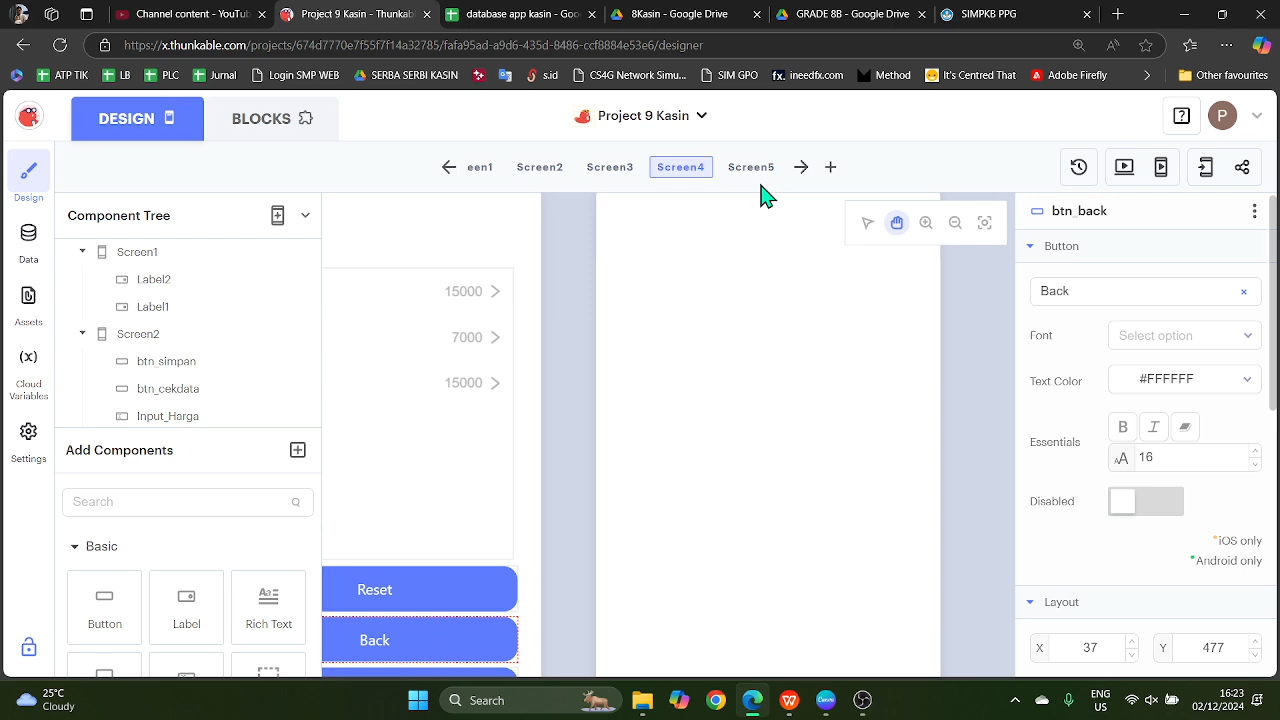 Channel content - YouTub
Project 9 Kasin - Thunkab
database app kasin - Goo
8Kasin - Google Drive
GRADE 8B - Google Drive
SIMPKB PPG
https://x.thunkable.com/projects/674d7770e7f55f7f14a32785/fafa95ad-a9d6-435d-8486-ccf8884e53e6/designer
ATP TIK
LB
PLC
Jurnal
Login SMP WEB
SERBA SERBI KASIN
sid
CS4G Network Simu...
SIM GPO
inedfx.com
Modul
It's Centred That
Adobe Firefly
Other favourites
DESIGN
BLOCKS
Project 9 Kasin
P
een1
Screen2
Screen3
Screen4
Screen5
Design
Data
Assets
(x)
Cloud
Variables
Settings
Component Tree
Screen1
Label2
Label1
Screen2
btn_simpan
btn_cekdata
Input_Harga
Add Components
Search
Basic
Button
Label
Rich Text
15000
7000
15000
Reset
Back
btn_back
Button
Back
Font
Select option
Text Color
#FFFFFF
Essentials
B
I
AA
16
Disabled
*iOS only
*Android only
Layout
X
37
Y
477
25°C
Cloudy
Search
ENG
US
16:23
02/12/2024